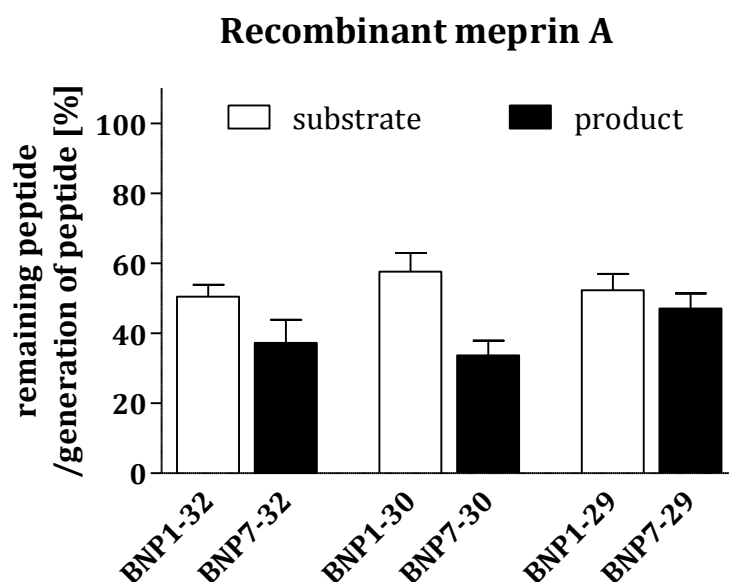 Recombinant meprin A
remaining peptide
/generation of peptide [%]
substrate
product
100
80
60
40
20
0
BNP1-32
BNP7-32
BNP1-30
BNP7-30
BNP1-29
BNP7-29